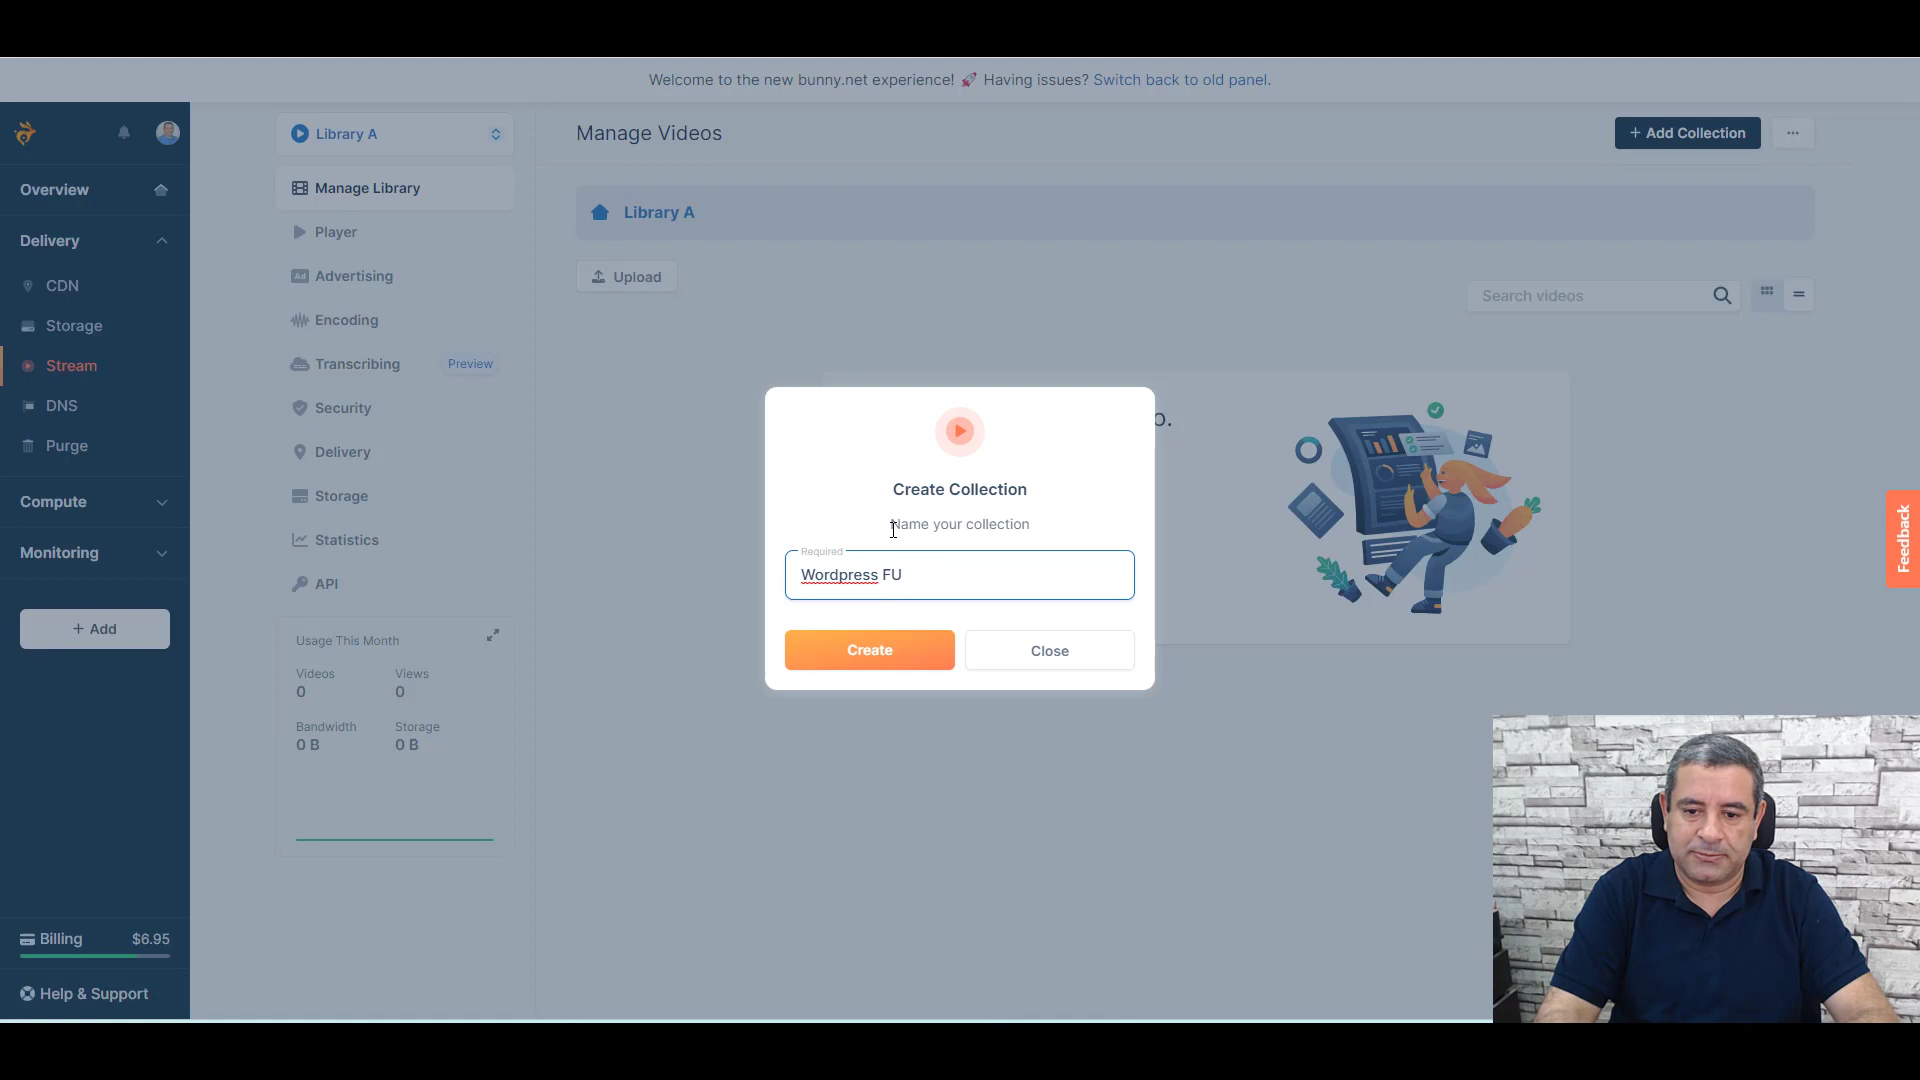 Welcome to the new bunny.net experience! 🚀 Having issues? Switch back to old panel.
Library A
Manage Videos
+ Add Collection
...
Overview
Manage Library
Library A
Delivery
Player
CDN
Advertising
Upload
Search videos
Storage
Encoding
Stream
Transcribing
Preview
DNS
Security
Purge
Delivery
Compute
Storage
Monitoring
Statistics
API
+ Add
Usage This Month
Videos
Views
0
0
Bandwidth
Storage
0 B
0 B
Create Collection
Name your collection
Required
Wordpress FU
Create
Close
Feedback
Billing
$6.95
Help & Support